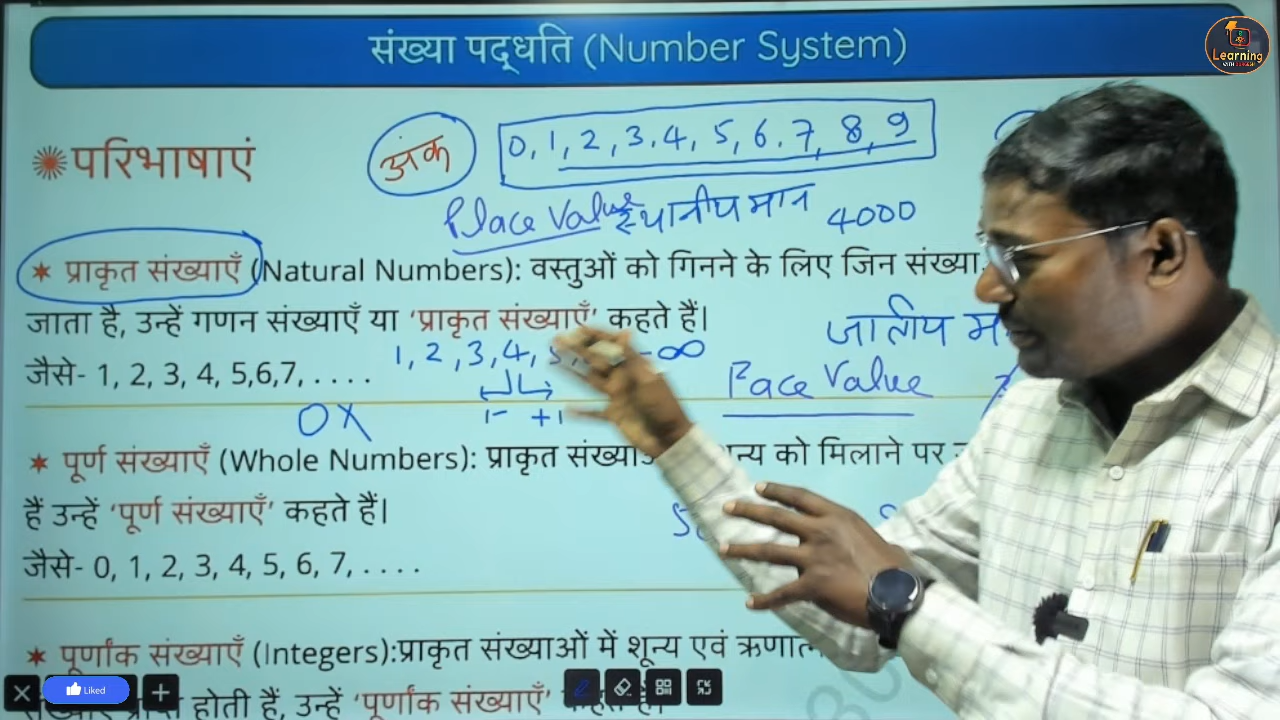 संख्या पद्धति (Number System)
Learning
परिभाषाएं
अंक
0, 1, 2, 3, 4, 5, 6, 7, 8, 9
Place Value स्थानीय मान 4000
✶ प्राकृत संख्याएँ (Natural Numbers): वस्तुओं को गिनने के लिए जिन संख्या
जाता है, उन्हें गणन संख्याएँ या ‘प्राकृत संख्याएँ’ कहते हैं।
जातीय
1, 2, 3, 4, 5, - ∞
जैसे- 1, 2, 3, 4, 5,6,7, . . . .
Face Value
0 X
1- +1
✶ पूर्ण संख्याएँ (Whole Numbers): प्राकृत को मिलाने पर
हैं उन्हें ‘पूर्ण संख्याएँ’ कहते हैं।
जैसे- 0, 1, 2, 3, 4, 5, 6, 7, . . . .
✶ पूर्णांक संख्याएँ (Integers):प्राकृत संख्याओं में शून्य एवं
Liked
होती हैं, उन्हें ‘पूर्णांक संख्याएँ’